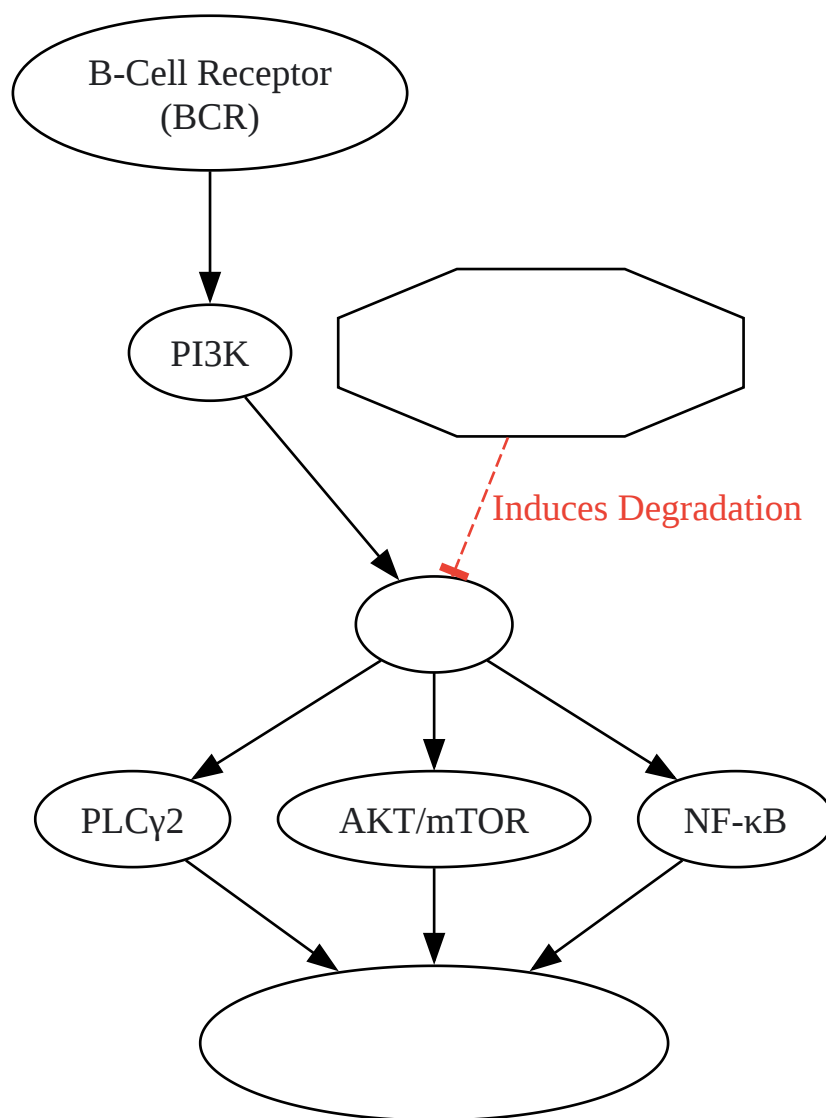 B-Cell Receptor
(BCR)
PI3K
Induces Degradation
PLCγ2
AKT/mTOR
NF-κB